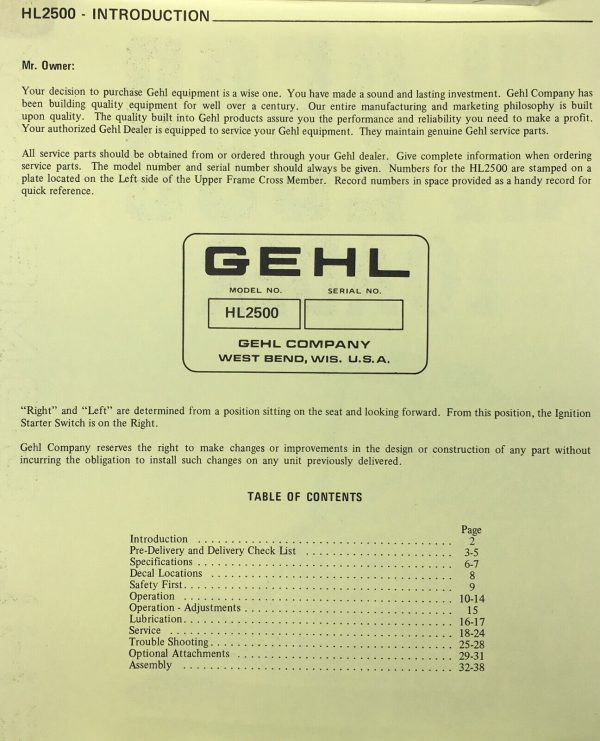 HL2500 - INTRODUCTION
Mr. Owner:
Your decision to purchase Gehl equipment is a wise one. You have made a sound and lasting investment. Gehl Company has
been building quality equipment for well over a century. Our entire manufacturing and marketing philosophy is built
upon quality. The quality built into Gehl products assure you the performance and reliability you need to make a profit.
Your authorized Gehl Dealer is equipped to service your Gehl equipment. They maintain genuine Gehl service parts.
All service parts should be obtained from or ordered through your Gehl dealer. Give complete information when ordering
service parts. The model number and serial number should always be given. Numbers for the HL2500 are stamped on a
plate located on the Left side of the Upper Frame Cross Member. Record numbers in space provided as a handy record for
quick reference.
GEHL
MODEL NO. SERIAL NO.
HL2500
GEHL COMPANY
WEST BEND, WIS. U.S.A.
"Right" and "Left" are determined from a position sitting on the seat and looking forward. From this position, the Ignition
Starter Switch is on the Right.
Gehl Company reserves the right to make changes or improvements in the design or construction of any part without
incurring the obligation to install such changes on any unit previously delivered.
TABLE OF CONTENTS
Page
Introduction . . . . . . . . . . . . . . . . . . . . 2
Pre-Delivery and Delivery Check List . . . . . . . . . . 3-5
Specifications . . . . . . . . . . . . . . . . . . . . 6-7
Decal Locations . . . . . . . . . . . . . . . . . . . . 8
Safety First . . . . . . . . . . . . . . . . . . . . 9
Operation . . . . . . . . . . . . . . . . . . . . 10-14
Operation - Adjustments . . . . . . . . . . . . . . . 15
Lubrication . . . . . . . . . . . . . . . . . . . . 16-17
Service . . . . . . . . . . . . . . . . . . . . 18-24
Trouble Shooting . . . . . . . . . . . . . . . . . . 25-28
Optional Attachments . . . . . . . . . . . . . . . . 29-31
Assembly . . . . . . . . . . . . . . . . . . . . 32-38